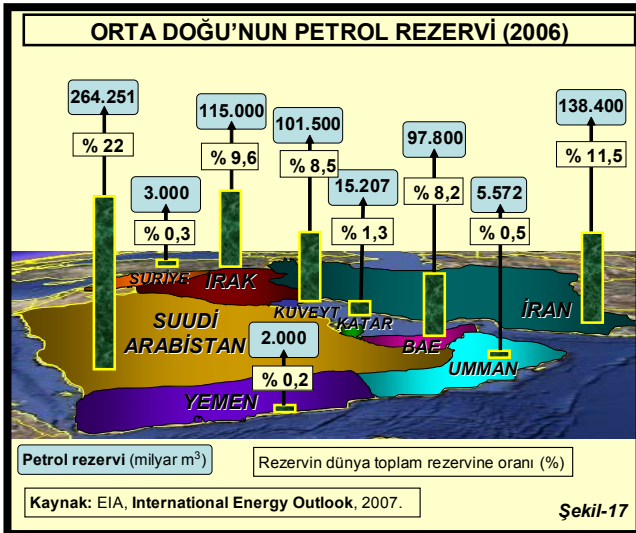 ORTA DOĞU'NUN PETROL REZERVİ (2006)
264.251
% 22
3.000
% 0,3
115.000
% 9,6
101.500
% 8,5
15.207
% 1,3
97.800
% 8,2
5.572
% 0,5
138.400
% 11,5
SURİYE
IRAK
KUVEYT
KATAR
İRAN
SUUDİ
ARABİSTAN
BAE
UMMAN
2.000
% 0,2
YEMEN
Petrol rezervi (milyar m³)
Rezervin dünya toplam rezervine oranı (%)
Kaynak: EIA, International Energy Outlook, 2007.
Şekil-17